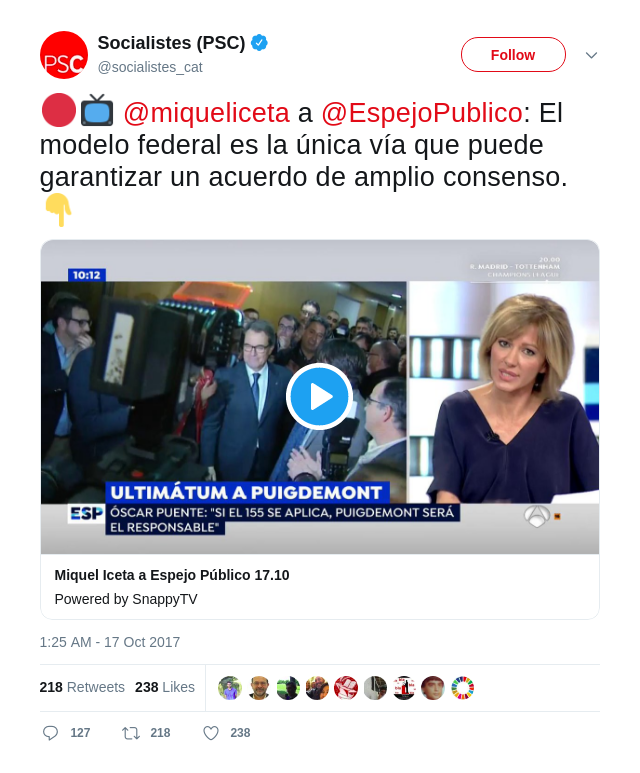 PSC
Socialistes (PSC)
@socialistes_cat
Follow
@miqueliceta a @EspejoPublico: El
modelo federal es la única vía que puede
garantizar un acuerdo de amplio consenso.
20.00
R. MADRID - TOTTENHAM
CHAMPIONS LEAGUE
10:12
ULTIMÁTUM A PUIGDEMONT
ESP
ÓSCAR PUENTE: "SI EL 155 SE APLICA, PUIGDEMONT SERÁ
EL RESPONSABLE"
Miquel Iceta a Espejo Público 17.10
Powered by SnappyTV
1:25 AM - 17 Oct 2017
218 Retweets 238 Likes
127 218 238